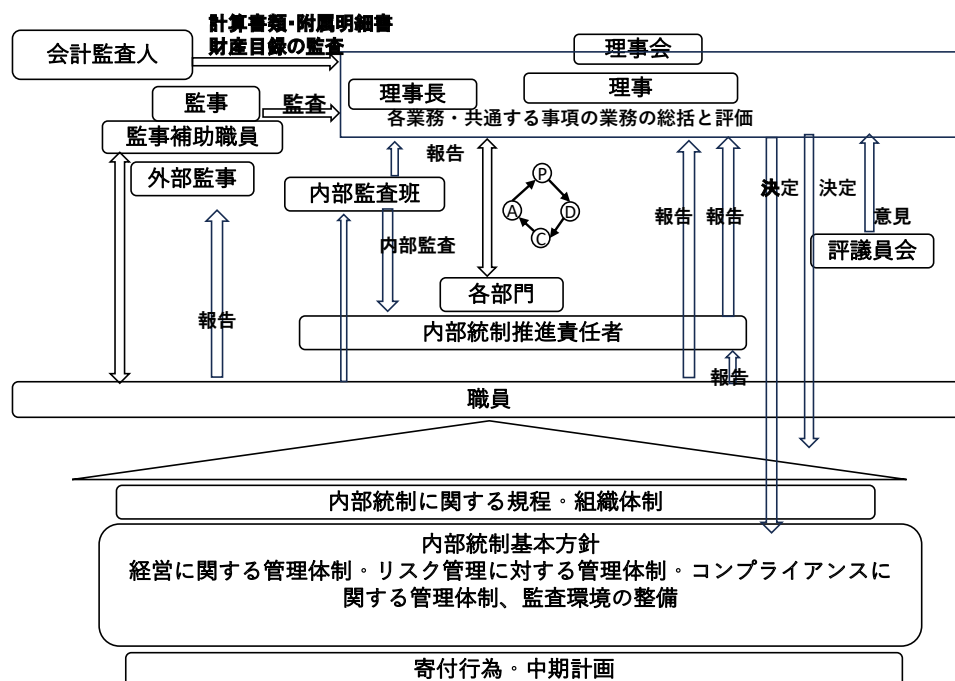 計算書類・附属明細書
財産目録の監査
会計監査人
理事会
理事長
理事
監事
監査
各業務・共通する事項の業務の総括と評価
監事補助職員
報告
外部監事
内部監査班
P
A
D
C
報告
報告
決定
決定
意見
内部監査
評議員会
各部門
報告
内部統制推進責任者
報告
職員
内部統制に関する規程・組織体制
内部統制基本方針
経営に関する管理体制・リスク管理に対する管理体制・コンプライアンスに
関する管理体制、監査環境の整備
寄付行為・中期計画